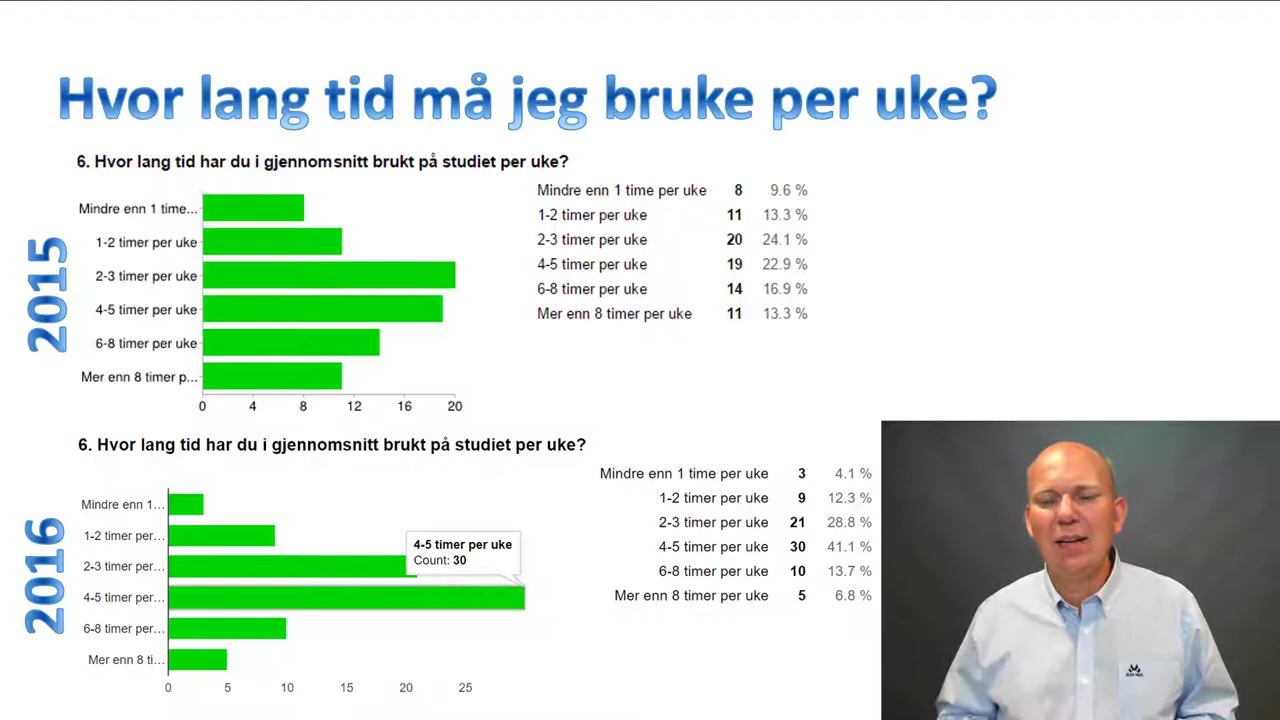 Hvor lang tid må jeg bruke per uke?
2015
6. Hvor lang tid har du i gjennomsnitt brukt på studiet per uke?
Mindre enn 1 time...
1-2 timer per uke
2-3 timer per uke
4-5 timer per uke
6-8 timer per uke
Mer enn 8 timer p...
0 4 8 12 16 20
Mindre enn 1 time per uke 8 9.6 %
1-2 timer per uke 11 13.3 %
2-3 timer per uke 20 24.1 %
4-5 timer per uke 19 22.9 %
6-8 timer per uke 14 16.9 %
Mer enn 8 timer per uke 11 13.3 %
2016
6. Hvor lang tid har du i gjennomsnitt brukt på studiet per uke?
Mindre enn 1...
1-2 timer per...
2-3 timer per...
4-5 timer per...
6-8 timer per...
Mer enn 8 ti...
0 5 10 15 20 25
4-5 timer per uke
Count: 30
Mindre enn 1 time per uke 3 4.1 %
1-2 timer per uke 9 12.3 %
2-3 timer per uke 21 28.8 %
4-5 timer per uke 30 41.1 %
6-8 timer per uke 10 13.7 %
Mer enn 8 timer per uke 5 6.8 %